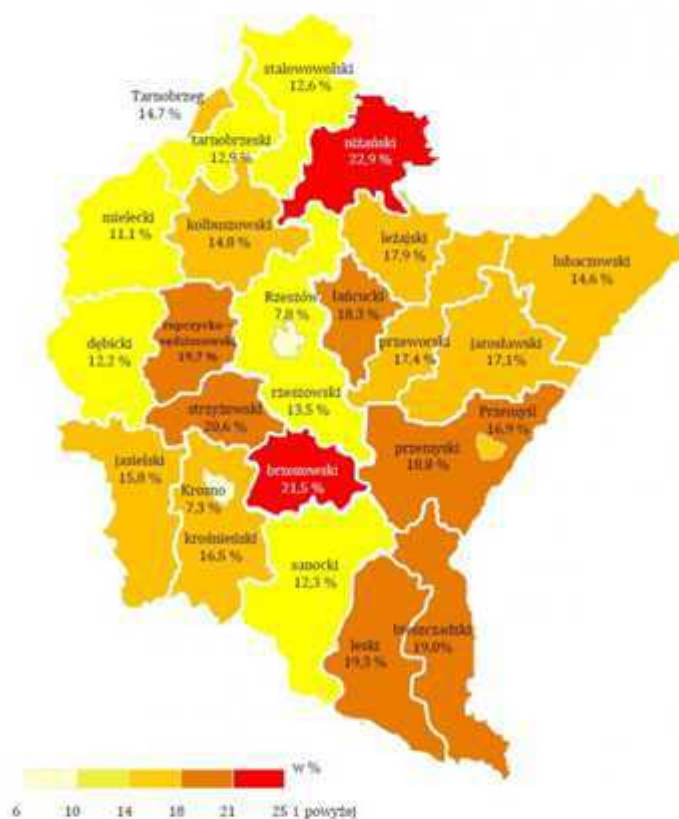 stalowowolski
12,6 %
Tarnobrzeg
14,7 %
tarnobrzeski
12,9 %
niżański
22,9 %
mielecki
11,1 %
kolbuszowski
14,8 %
leżajski
17,9 %
lubaczowski
14,6 %
Rzeszów
7,8 %
łańcucki
18,3 %
ropczycko-
sędziszowski
19,7 %
dębicki
12,2 %
przeworski
17,4 %
jarosławski
17,1%
rzeszowski
13,5 %
strzyżowski
20,6 %
Przemyśl
16,9 %
przemyski
18,8 %
jasielski
15,8 %
Krosno
7,3 %
brzozowski
21,5 %
krośnieński
16,5 %
sanocki
12,3 %
leski
19,3 %
bieszczadzki
19,0%
w %
6 10 14 18 21 25 i powyżej